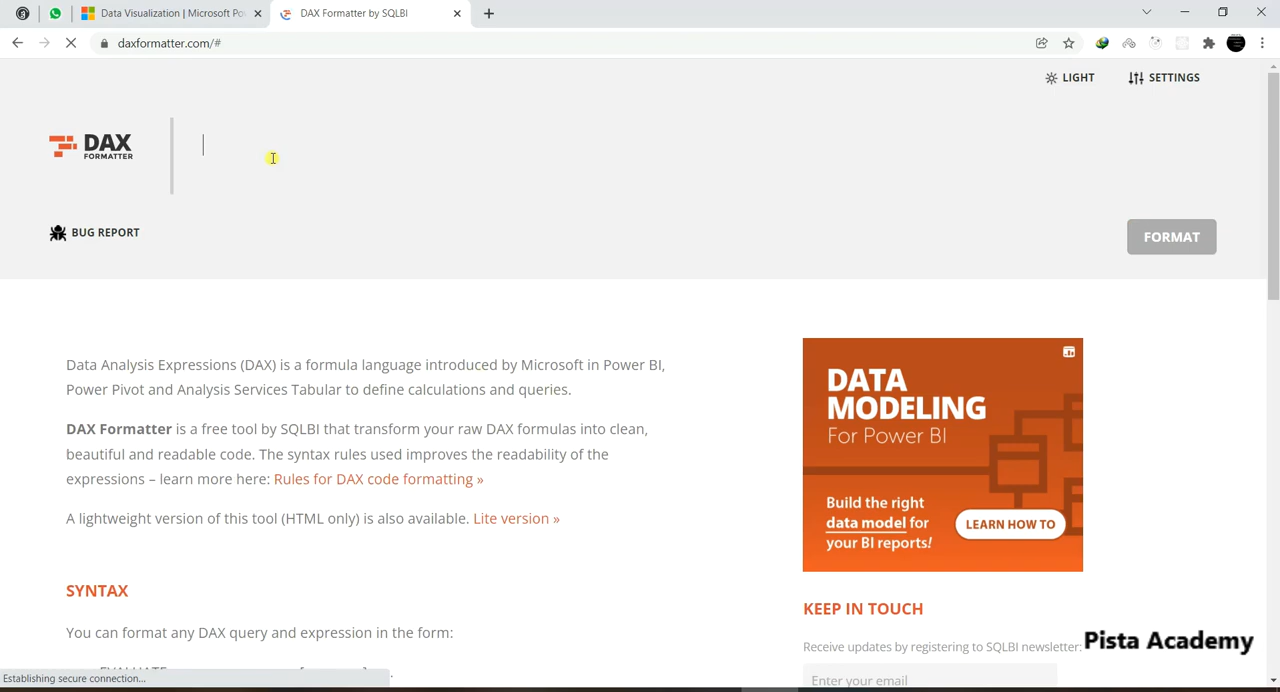 Data Visualization | Microsoft Po
DAX Formatter by SQLBI
daxformatter.com/#
LIGHT
SETTINGS
DAX
FORMATTER
BUG REPORT
FORMAT
Data Analysis Expressions (DAX) is a formula language introduced by Microsoft in Power BI,
Power Pivot and Analysis Services Tabular to define calculations and queries.
DAX Formatter is a free tool by SQLBI that transform your raw DAX formulas into clean,
beautiful and readable code. The syntax rules used improves the readability of the
expressions – learn more here: Rules for DAX code formatting »
A lightweight version of this tool (HTML only) is also available. Lite version »
SYNTAX
You can format any DAX query and expression in the form:
DATA
MODELING
For Power BI
Build the right
data model for
your BI reports!
LEARN HOW TO
KEEP IN TOUCH
Receive updates by registering to SQLBI newsletter:
Enter your email
Pista Academy
Establishing secure connection...